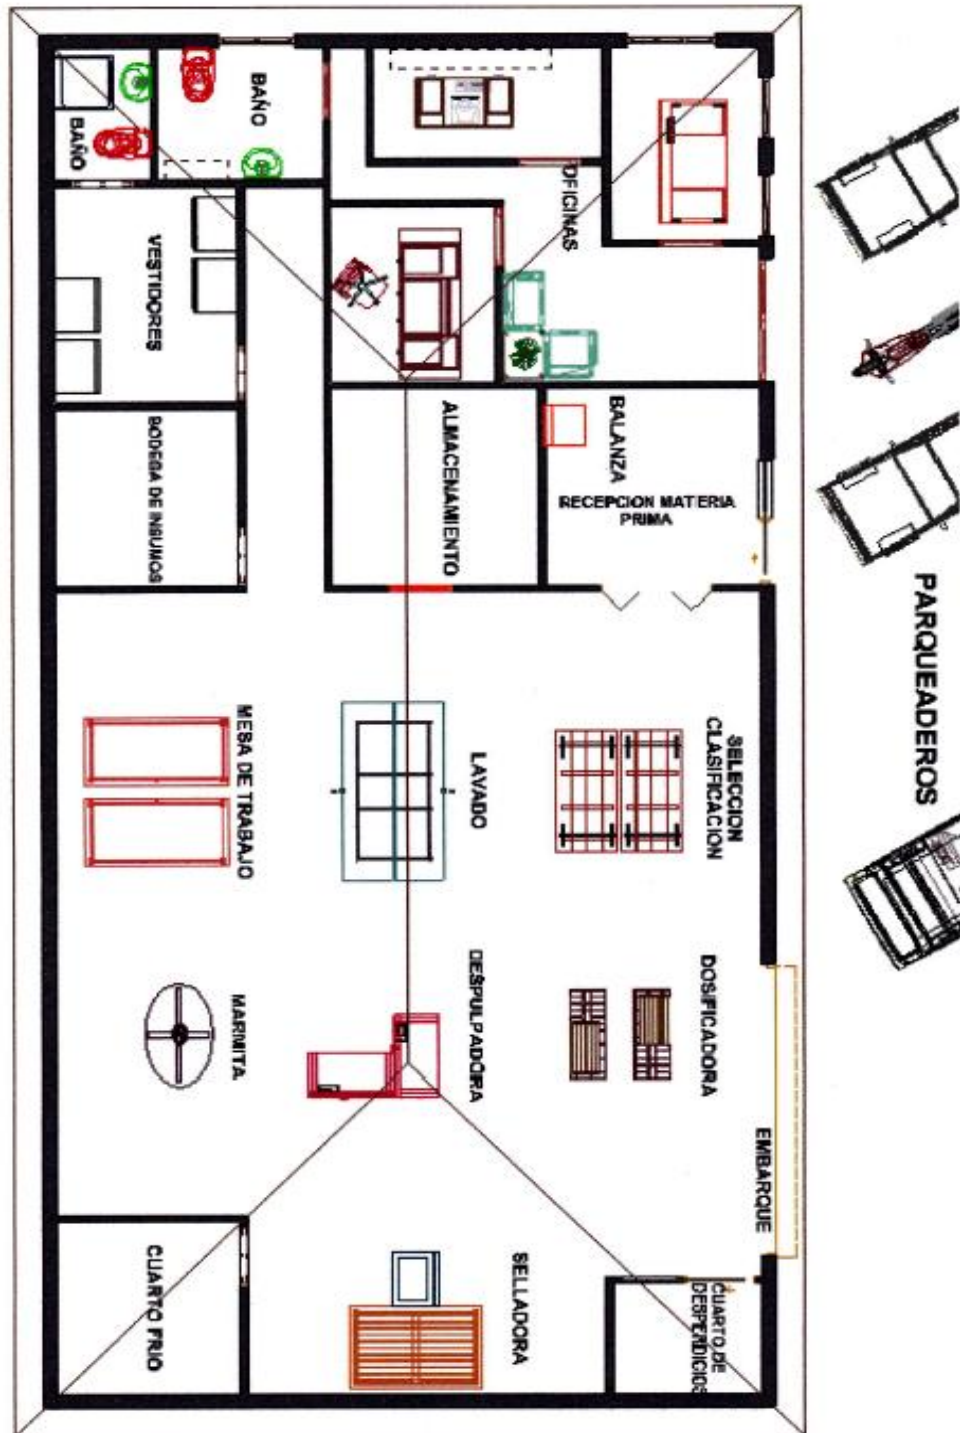 BAÑO
BAÑO
OFICINAS
VESTIDORES
BODEGA DE INSUMOS
ALMACENAMIENTO
BALANZA
RECEPCION MATERIA
PRIMA
PARQUEADEROS
MESA DE TRABAJO
LAVADO
SELECCION
CLASIFICACION
MARMITA
DESPULPADORA
DOSIFICADORA
EMBARQUE
CUARTO FRIO
SELLADORA
CUARTO DE
DESPERDICIOS